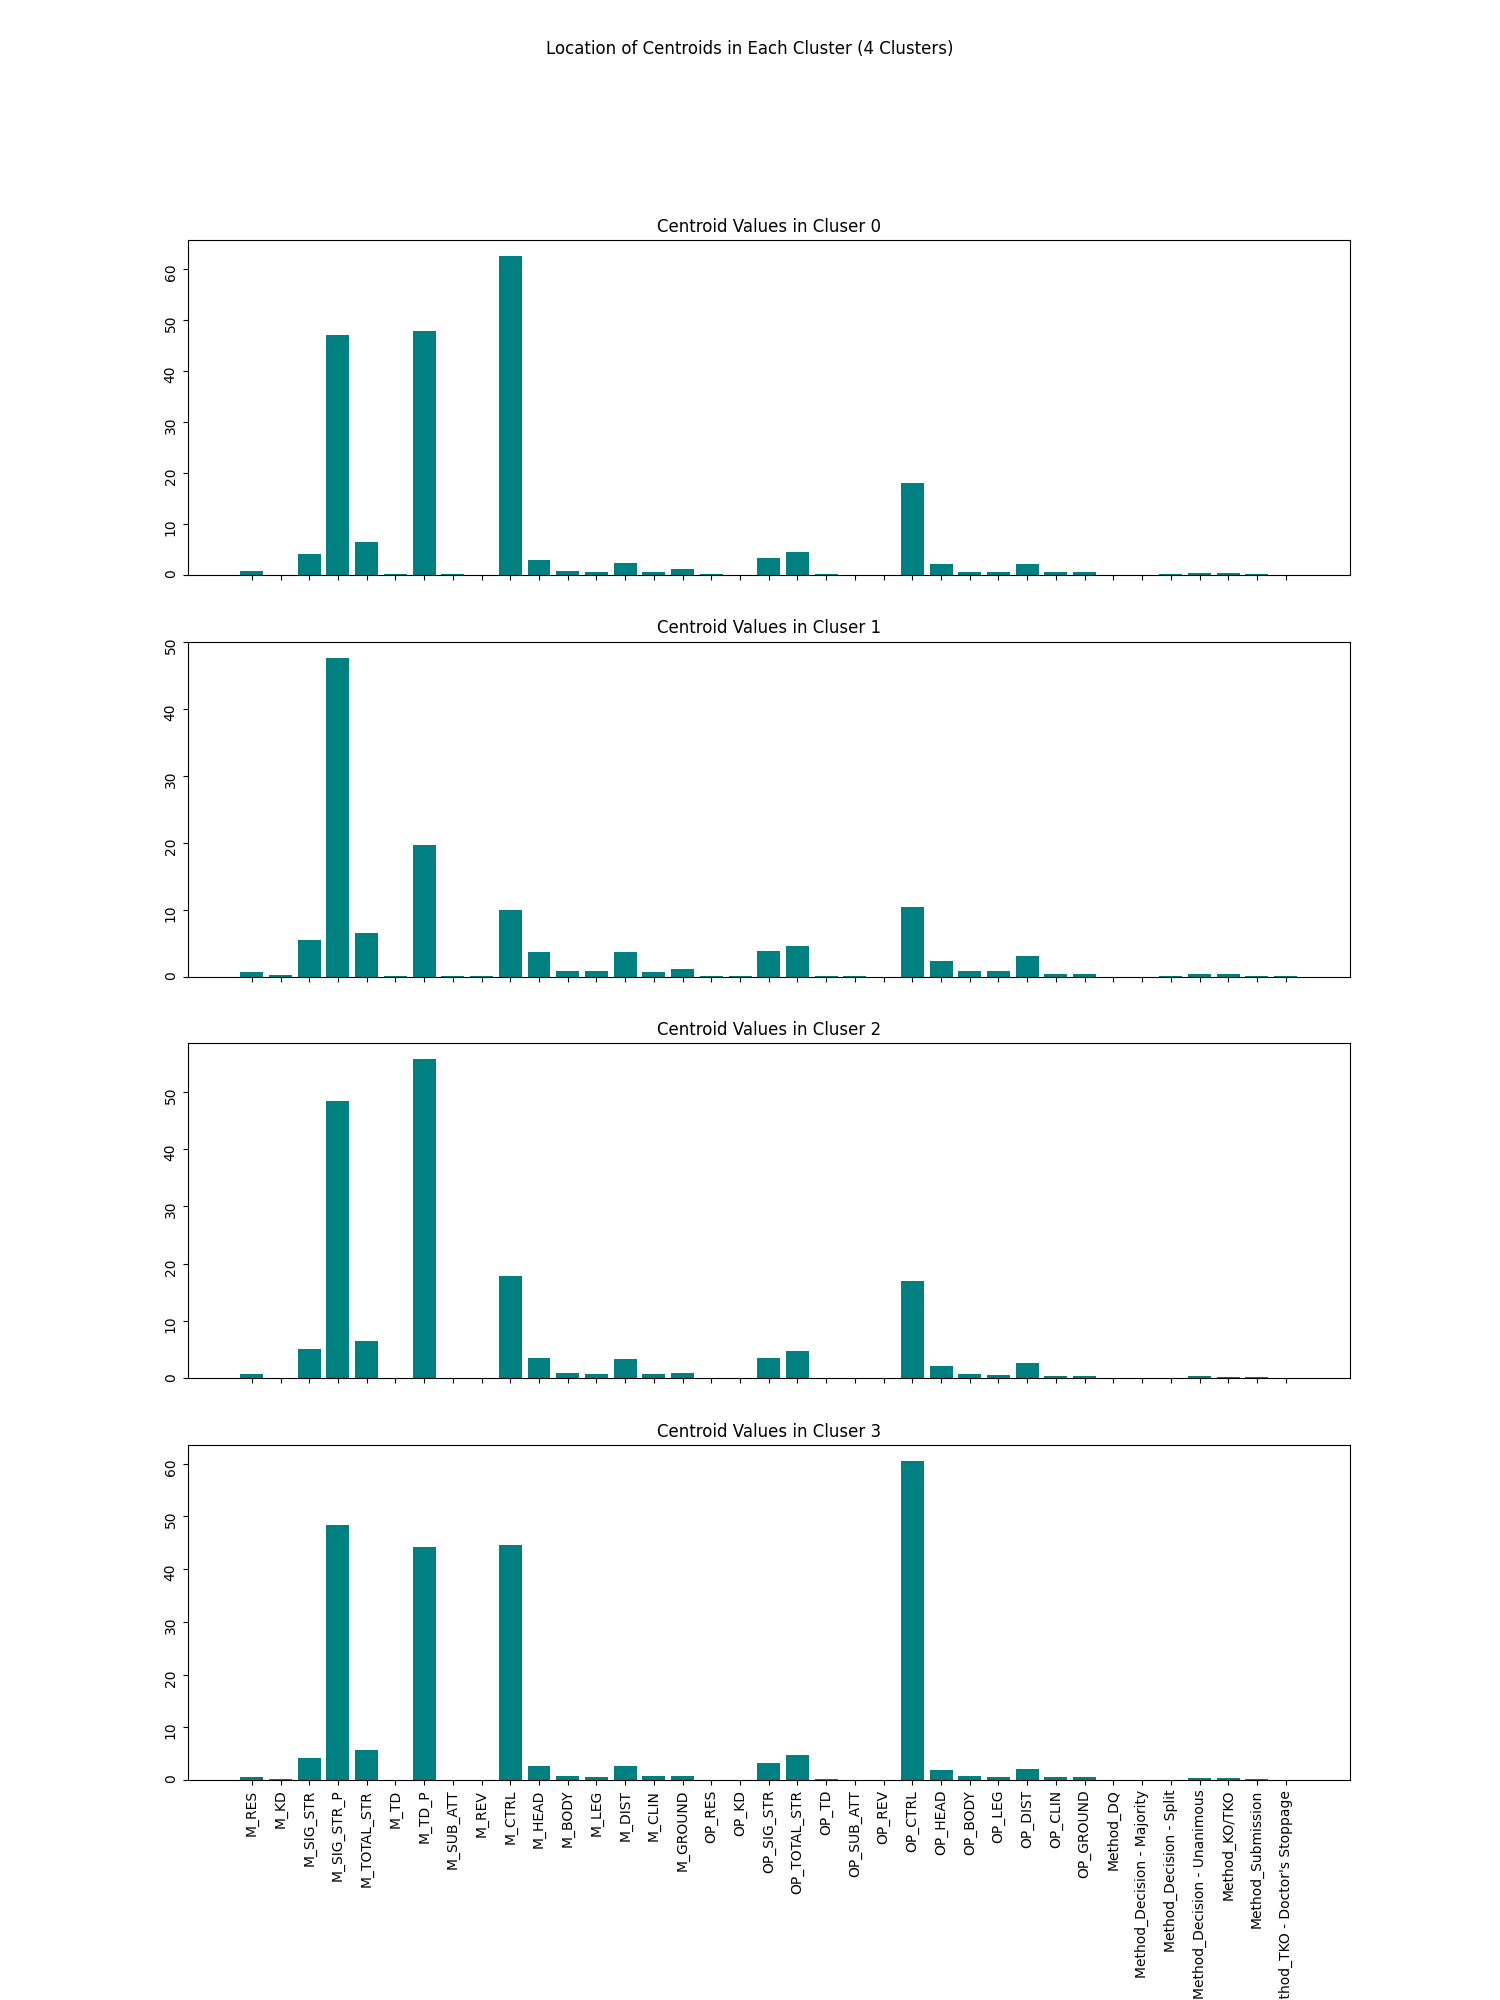 Location of Centroids in Each Cluster (4 Clusters)
Centroid Values in Cluser 0
60
50
40
30
20
10
0
Centroid Values in Cluser 1
50
40
30
20
10
0
Centroid Values in Cluser 2
50
40
30
20
10
0
Centroid Values in Cluser 3
60
50
40
30
20
10
0
M_RES
M_KD
M_SIG_STR
M_SIG_STR_P
M_TOTAL_STR
M_TD
M_TD_P
M_SUB_ATT
M_REV
M_CTRL
M_HEAD
M_BODY
M_LEG
M_DIST
M_CLIN
M_GROUND
OP_RES
OP_KD
OP_SIG_STR
OP_TOTAL_STR
OP_TD
OP_SUB_ATT
OP_REV
OP_CTRL
OP_HEAD
OP_BODY
OP_LEG
OP_DIST
OP_CLIN
OP_GROUND
Method_DQ
Method_Decision - Majority
Method_Decision - Split
Method_Decision - Unanimous
Method_KO/TKO
Method_Submission
thod_TKO - Doctor's Stoppage